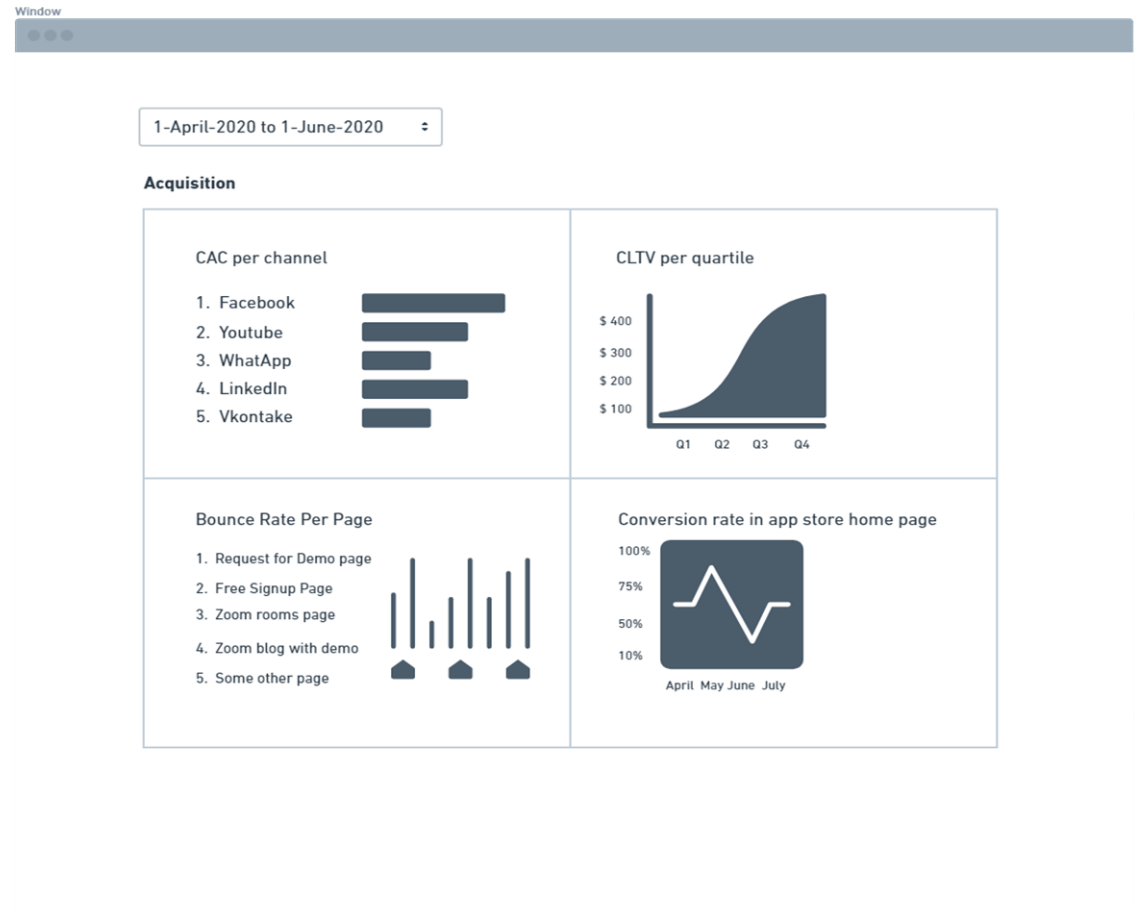 Window
1-April-2020 to 1-June-2020
Acquisition
CAC per channel
1. Facebook
2. Youtube
3. WhatApp
4. LinkedIn
5. Vkontake
CLTV per quartile
$ 400
$ 300
$ 200
$ 100
Q1 Q2 Q3 Q4
Bounce Rate Per Page
1. Request for Demo page
2. Free Signup Page
3. Zoom rooms page
4. Zoom blog with demo
5. Some other page
Conversion rate in app store home page
100%
75%
50%
10%
April May June July